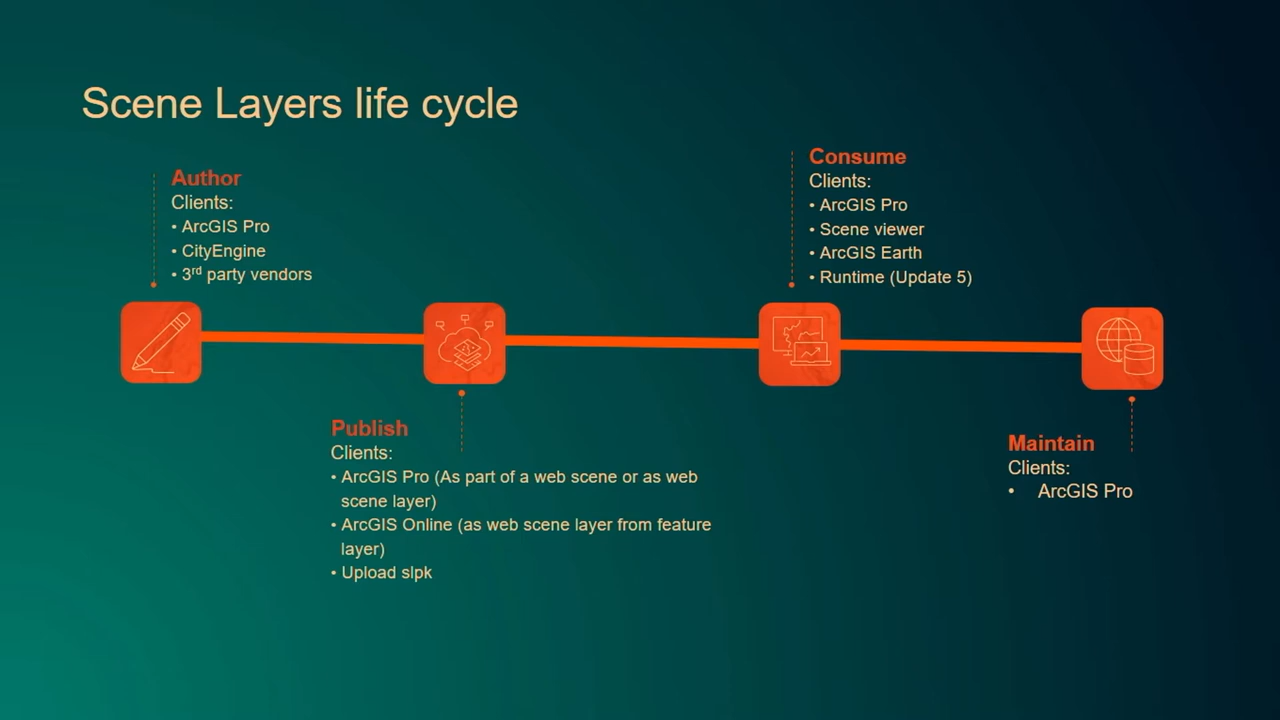 Scene Layers life cycle
Author
Clients:
• ArcGIS Pro
• CityEngine
• 3rd party vendors
Publish
Clients:
• ArcGIS Pro (As part of a web scene or as web
scene layer)
• ArcGIS Online (as web scene layer from feature
layer)
• Upload slpk
Consume
Clients:
• ArcGIS Pro
• Scene viewer
• ArcGIS Earth
• Runtime (Update 5)
Maintain
Clients:
• ArcGIS Pro